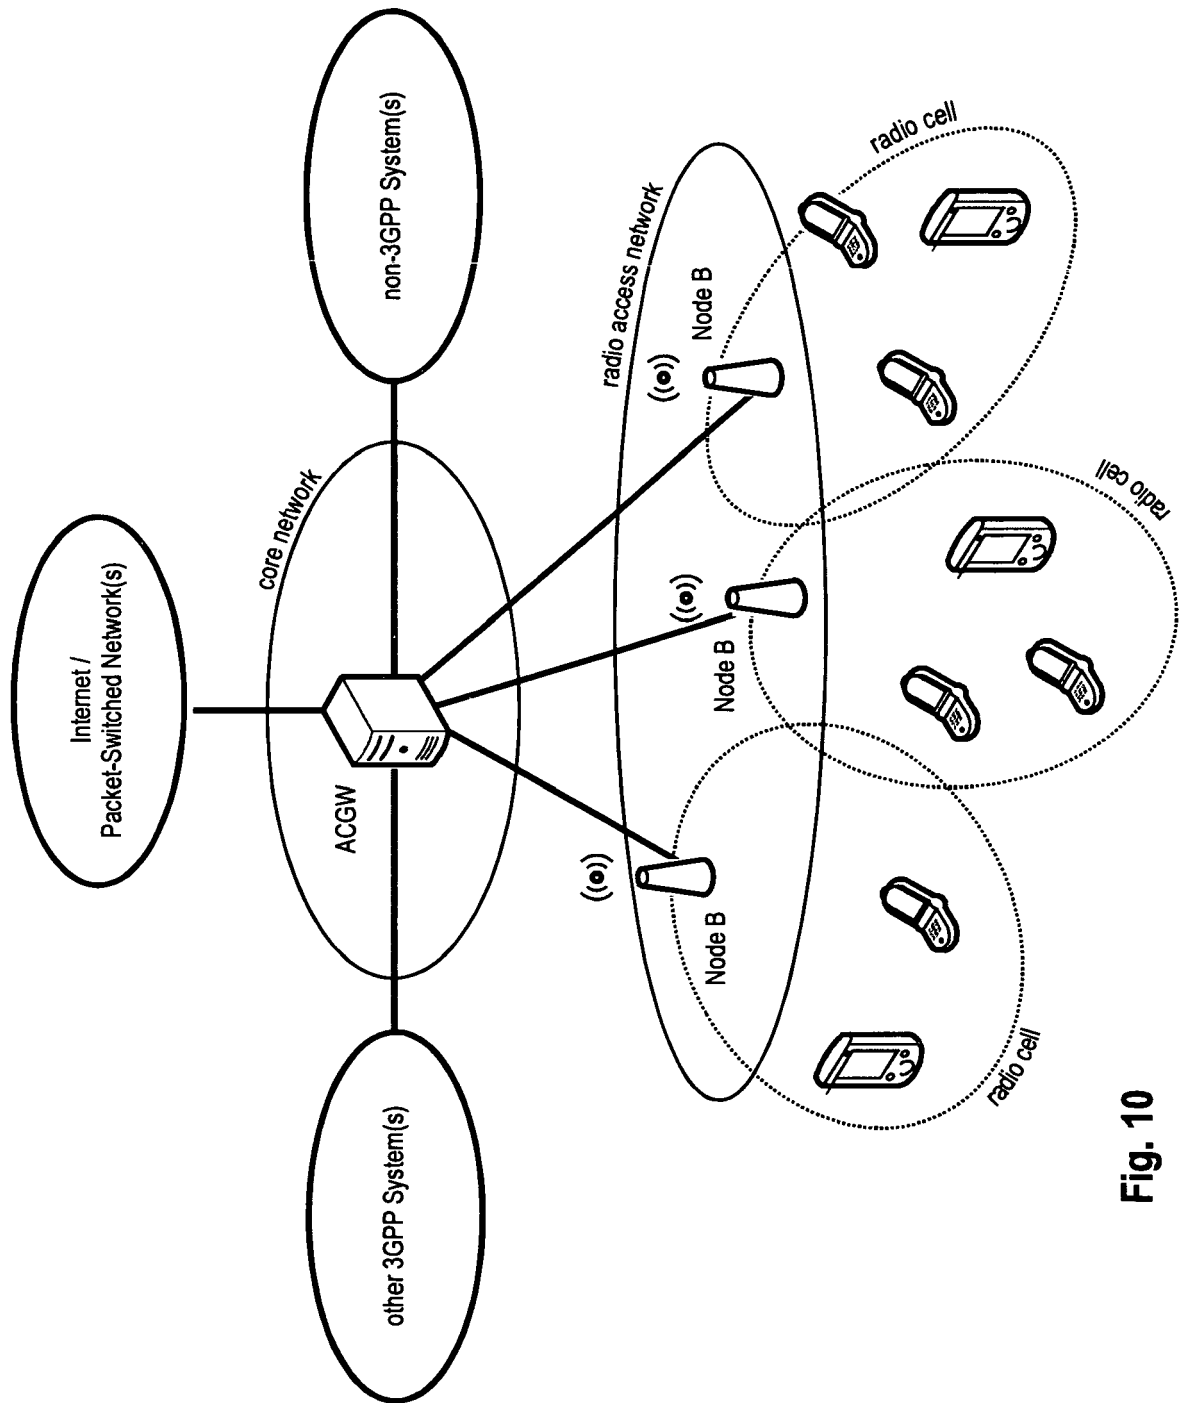 Internet /
Packet-Switched Network(s)
core network
ACGW
other 3GPP System(s)
non-3GPP System(s)
radio access network
Node B
Node B
Node B
radio cell
radio cell
radio cell
Fig. 10